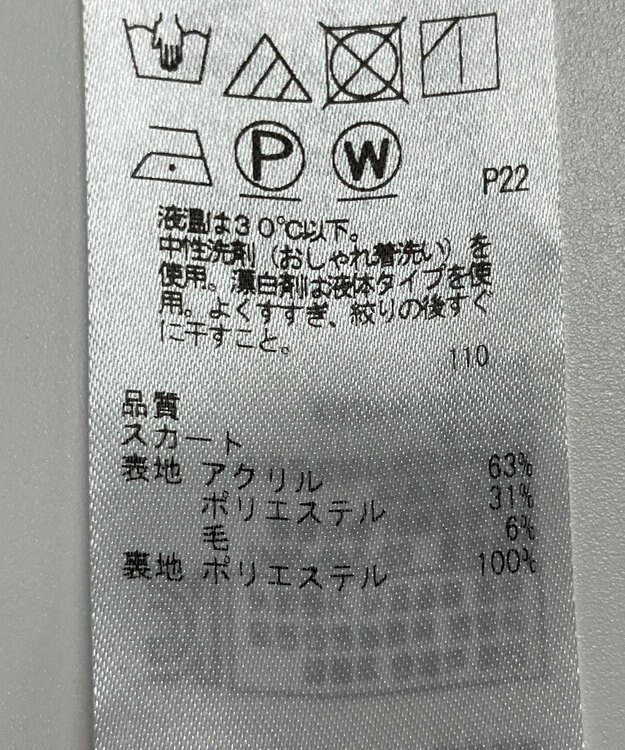 P
W
P22
液温は30℃以下。
中性洗剤（おしゃれ着洗い）を
使用。漂白剤は液体タイプを使
用。よくすすぎ、絞りの後すぐ
に干すこと。
110
品質
スカート
表地 アクリル 63%
ポリエステル 31%
毛 6%
裏地 ポリエステル 100%